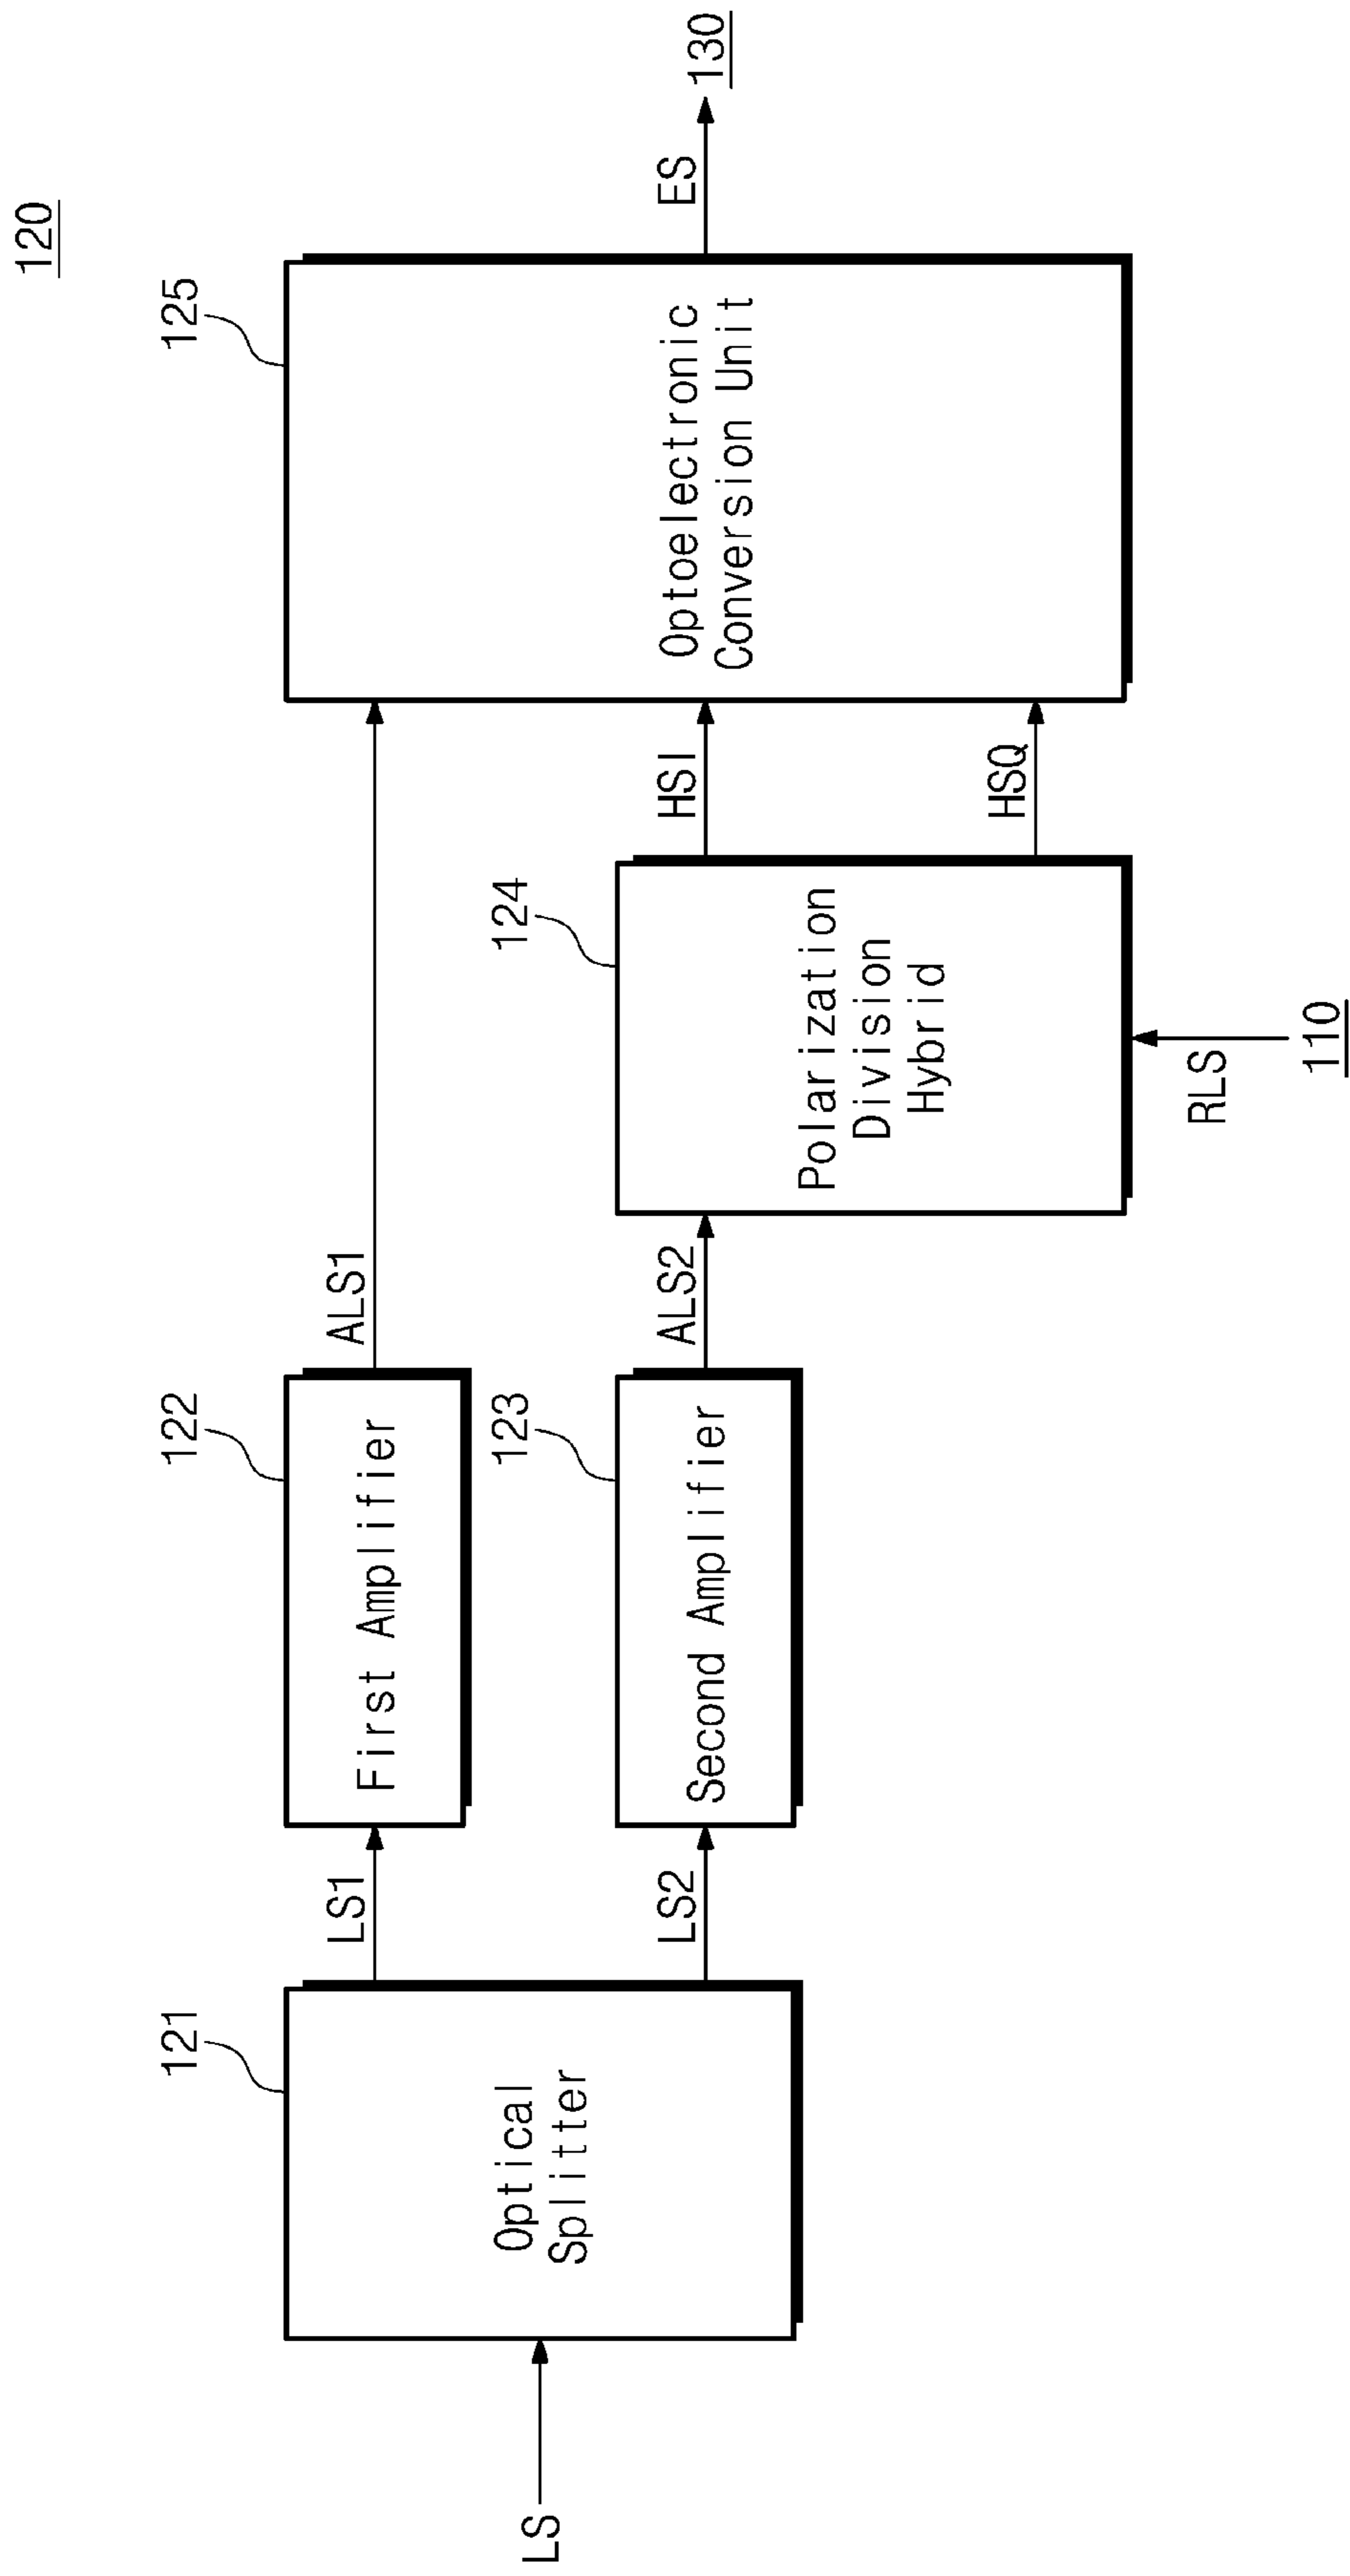 120
LS
121
Optical
Splitter
LS1
LS2
122
First Amplifier
123
Second Amplifier
ALS1
ALS2
124
Polarization
Division
Hybrid
RLS
110
HSI
HSQ
125
Optoelectronic
Conversion Unit
ES
130